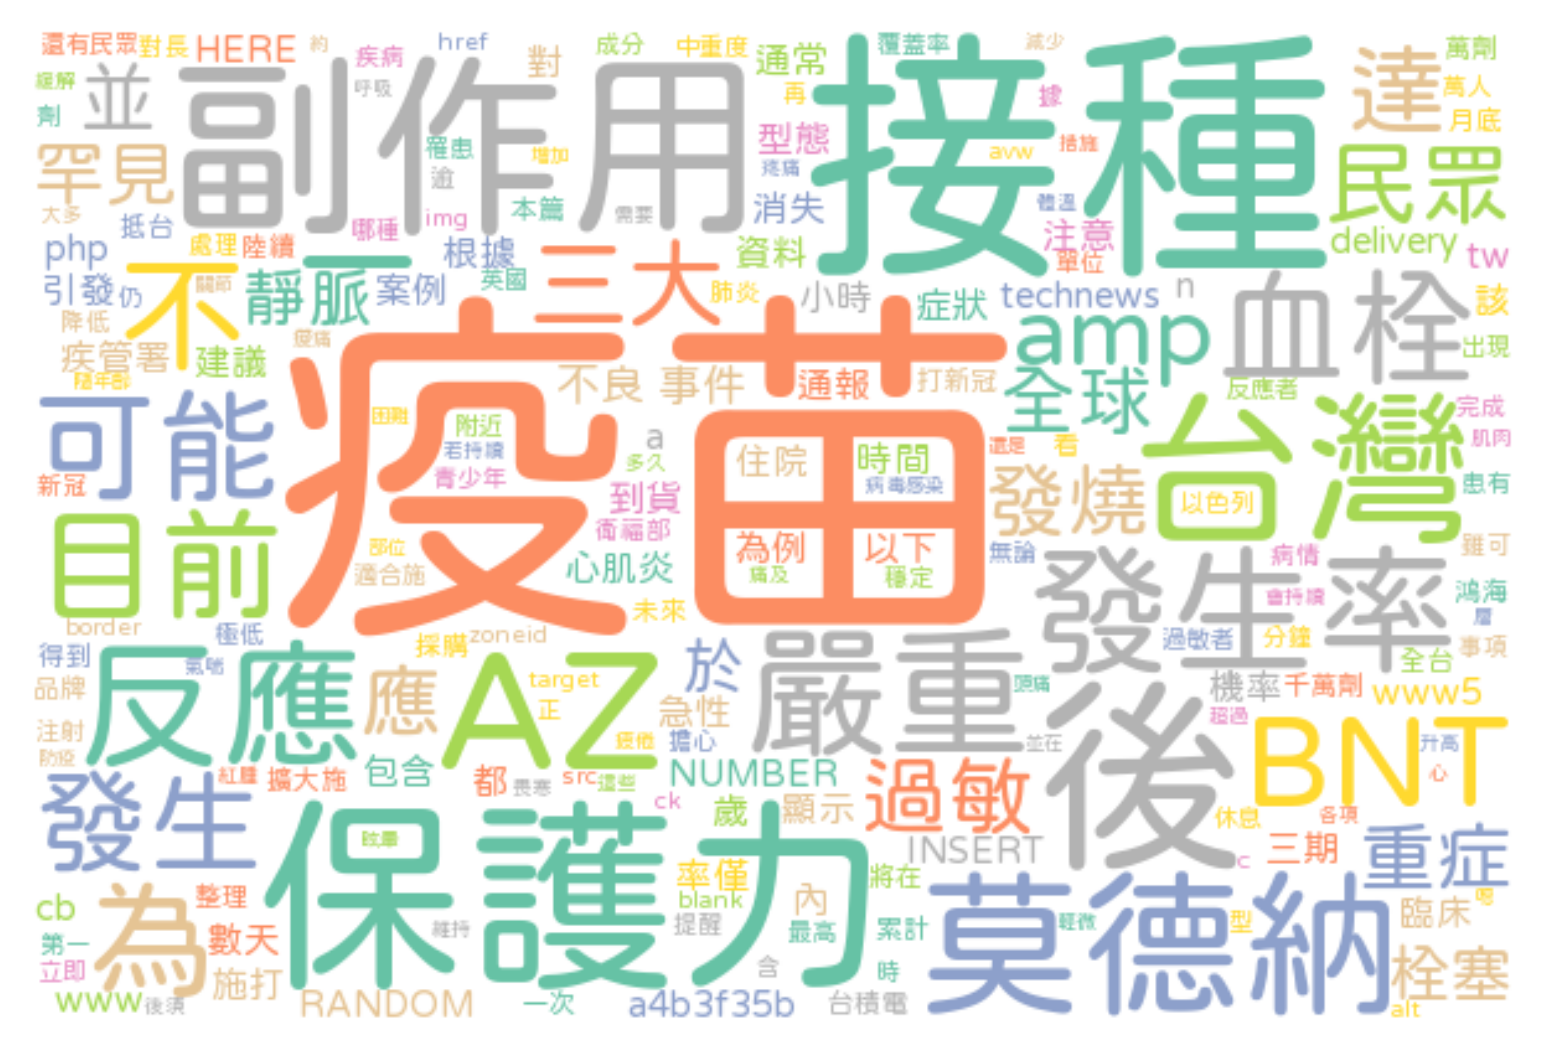 還有民眾 對長 HERE 約 疾病 href 對 成分 中重度 通常 覆蓋率 減少 萬劑
緩解 並 副作用 呼吸 再 接種 據 達 萬人
劑 罹患 增加 型態 avw 措施 月底
罕見 逾 疼痛 民眾
大多 抵台 哪種 img 本篇 需要 消失 體溫 注意
php 處理 陸續 根據 三大 資料 單位 delivery tw
引發 仍 不 關節 靜脈 案例 英國 肺炎 小時 症狀 technews n 血栓 該
降低 痠痛 疫苗 amp 出現
疾管署 建議 不良 事件 通報 打新冠 全球 反應者
隨年齡 可能 困難 附近 a 台灣 完成
若持續 多久 住院 時間 還是 看 肌肉
新冠 青少年 到貨 病毒感染 發燒 以色列 患有
目前 衛福部 為例 以下 無論 病情 雖可
部位 適合施 心肌炎 痛及 穩定 發生率 會持續 鴻海
border 極低 未來 層
得到 反應 氣喘 採購 zoneid 於 嚴重 過敏者 分鐘 全台 事項
品牌 應 AZ target 急性 頭痛 後 機率 千萬劑 www5
注射 正 擔心 並在 超過 BNT 升高
防疫 紅腫 擴大施 包含 都 畏寒 src 這些 疲倦 NUMBER 過敏 心
發生 保護力 ck 歲 顯示 INSERT 休息 各項
眩暈 率僅 將在 c 三期 重症
cb 為 整理 blank 內 莫德納 輕微 型 臨床
第一 數天 維持 提醒 最高 累計
立即 施打 含 時 栓塞
www 後須 RANDOM 一次 a4b3f35b 台積電 alt